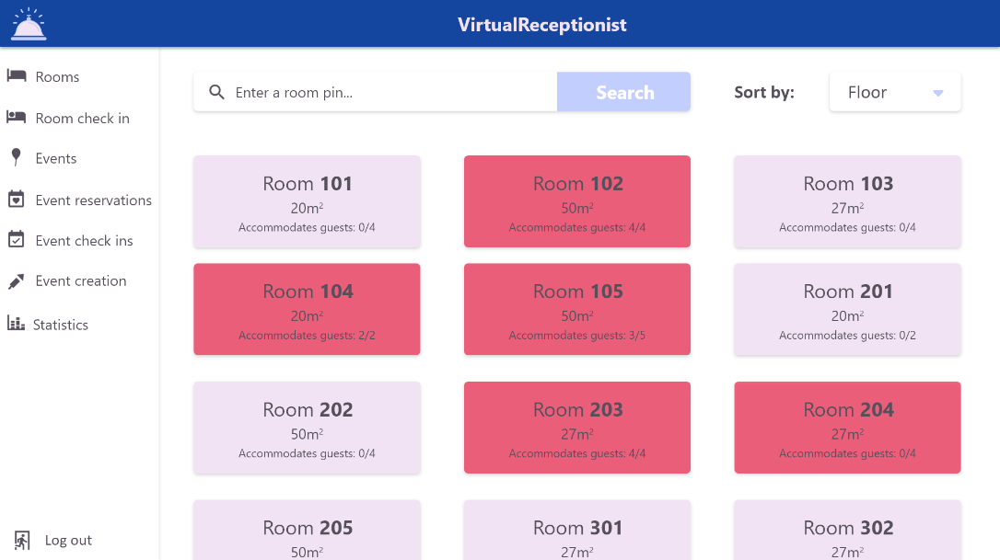 VirtualReceptionist
Rooms
Room check in
Events
Event reservations
Event check ins
Event creation
Statistics
Log out
Enter a room pin...
Search
Sort by:
Floor
Room 101
20m²
Accommodates guests: 0/4
Room 102
50m²
Accommodates guests: 4/4
Room 103
27m²
Accommodates guests: 0/4
Room 104
20m²
Accommodates guests: 2/2
Room 105
50m²
Accommodates guests: 3/5
Room 201
20m²
Accommodates guests: 0/2
Room 202
50m²
Accommodates guests: 0/4
Room 203
27m²
Accommodates guests: 4/4
Room 204
27m²
Accommodates guests: 0/4
Room 205
50m²
Room 301
27m²
Room 302
27m²